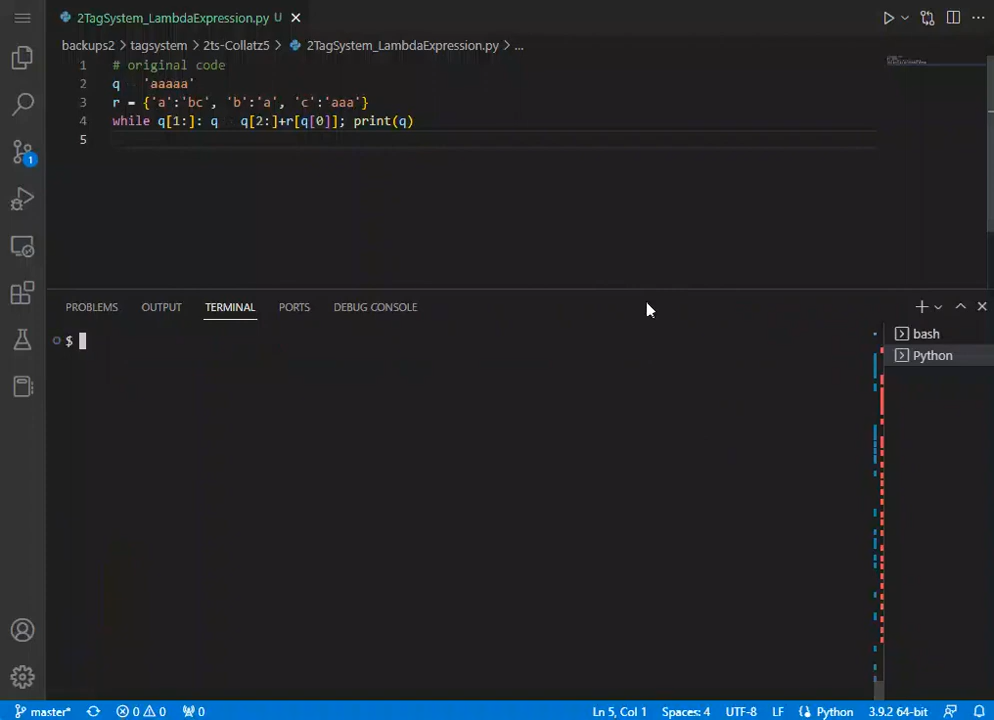 2TagSystem_LambdaExpression.py U
backups2 > tagsystem > 2ts-Collatz5 > 2TagSystem_LambdaExpression.py > ...
1 # original code
2 q 'aaaaa'
3 r = {'a':'bc', 'b':'a', 'c':'aaa'}
4 while q[1:]: q q[2:]+r[q[0]]; print(q)
5
PROBLEMS OUTPUT TERMINAL PORTS DEBUG CONSOLE
$
bash
Python
1
master* 0 0 0 Ln 5, Col 1 Spaces: 4 UTF-8 LF Python 3.9.2 64-bit